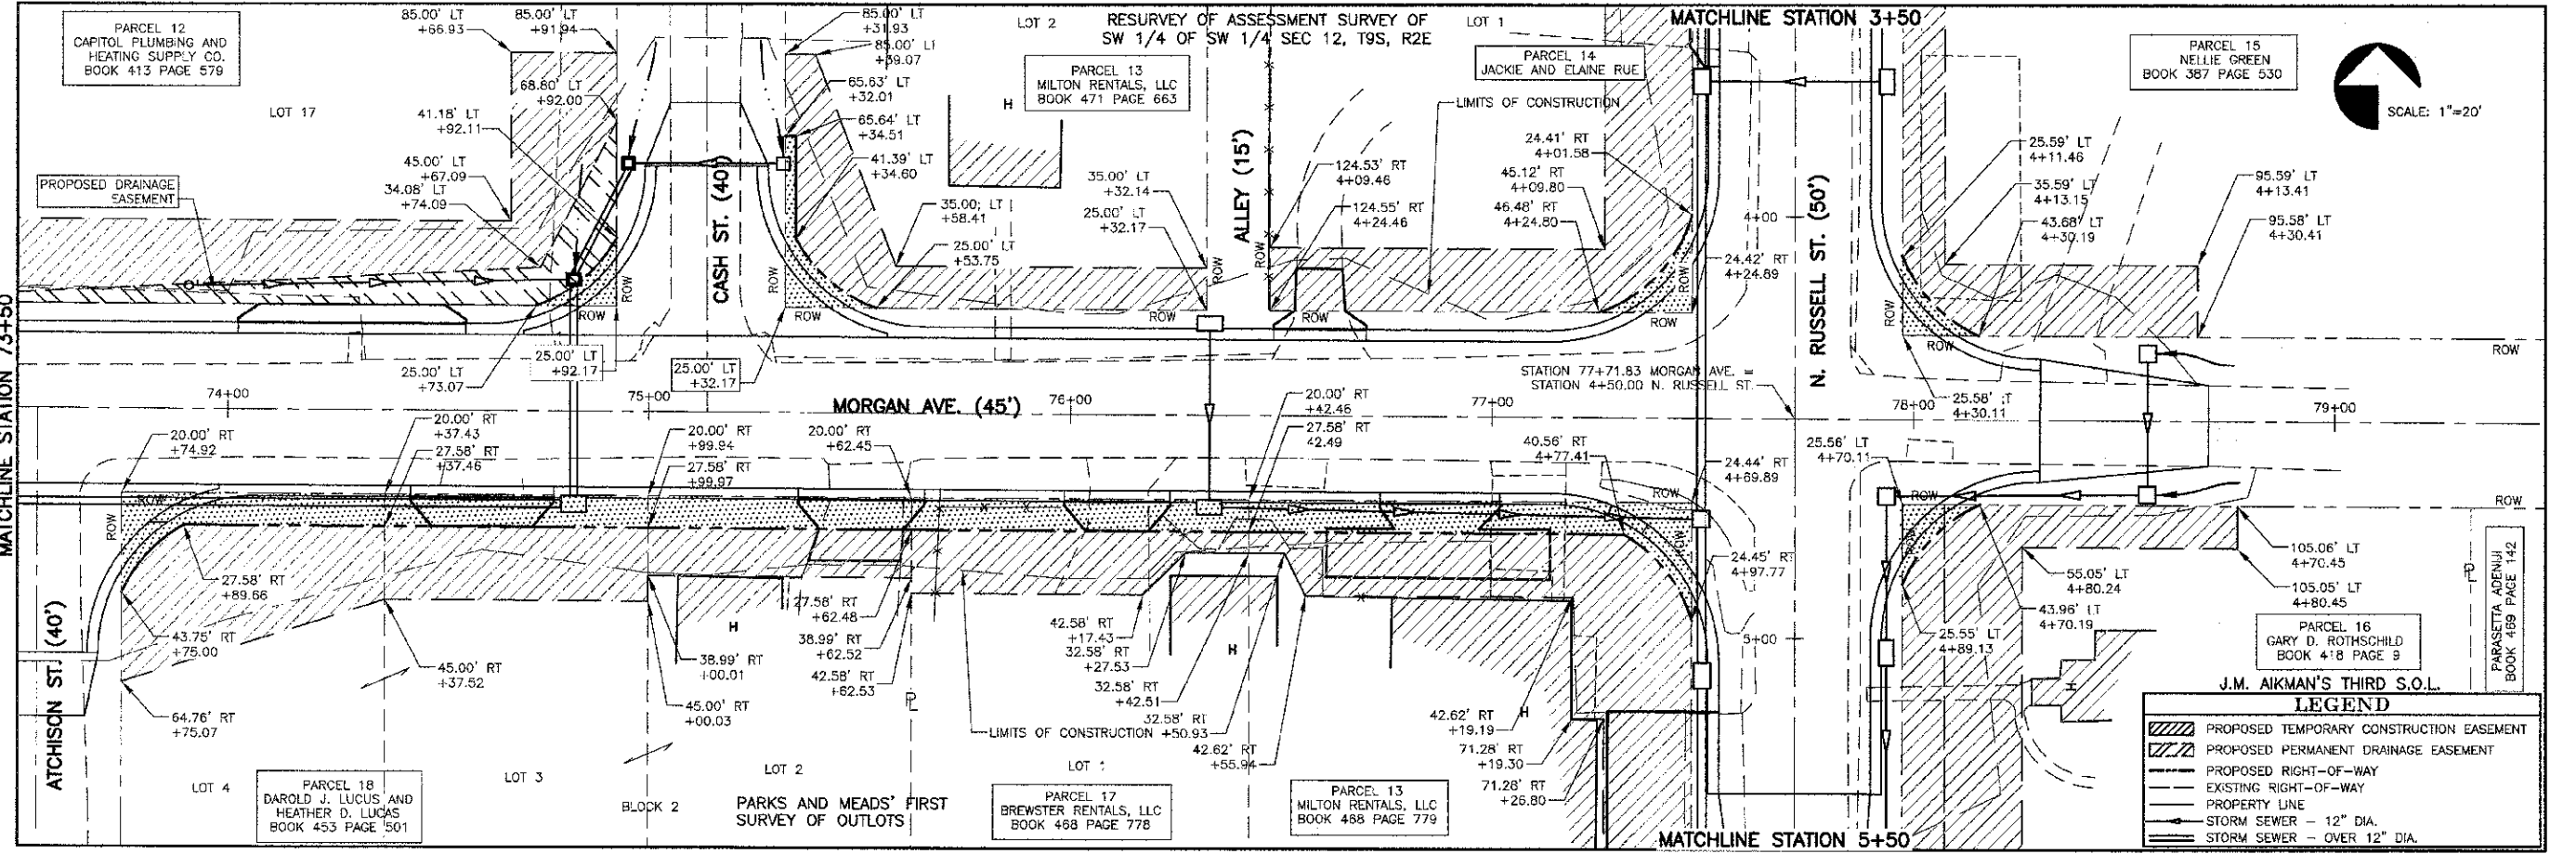 PARCEL 12
CAPITOL PLUMBING AND
HEATING SUPPLY CO.
BOOK 413 PAGE 579
LOT 17
PROPOSED DRAINAGE
EASEMENT
85.00' LT
+66.93
85.00' LT
+91.94
68.80' LT
+92.00
41.18' LT
+92.11
45.00' LT
+67.09
34.08' LT
+74.09
25.00' LT
+73.07
25.00' LT
+92.17
25.00' LT
+32.17
ROW
ROW
CASH ST. (40')
ROW
ROW
85.00' LT
+31.93
85.00' LT
+39.07
65.63' LT
+32.01
65.64' LT
+34.51
41.39' LT
+34.60
35.00; LT
+58.41
25.00' LT
+53.75
LOT 2
RESURVEY OF ASSESSMENT SURVEY OF
SW 1/4 OF SW 1/4 SEC 12, T9S, R2E
LOT 1
PARCEL 13
MILTON RENTALS, LLC
BOOK 471 PAGE 663
H
35.00' LT
+32.14
25.00' LT
+32.17
ROW
ROW
ALLEY (15')
ROW
ROW
124.53' RT
4+09.46
124.55' RT
4+24.46
PARCEL 14
JACKIE AND ELAINE RUE
LIMITS OF CONSTRUCTION
24.41' RT
4+01.58
45.12' RT
4+09.80
46.48' RT
4+24.80
ROW
ROW
24.42' RT
4+24.89
MATCHLINE STATION 3+50
N. RUSSELL ST. (50')
4+00
PARCEL 15
NELLIE GREEN
BOOK 387 PAGE 530
SCALE: 1"=20'
25.59' LT
4+11.46
35.59' LT
4+13.15
43.68' LT
4+30.19
95.59' LT
4+13.41
95.58' LT
4+30.41
ROW
ROW
ROW
25.58' LT
4+30.11
STATION 77+71.83 MORGAN AVE. =
STATION 4+50.00 N. RUSSELL ST.
MATCHLINE STATION 73+50
74+00
75+00
MORGAN AVE. (45')
76+00
77+00
78+00
79+00
20.00' RT
+74.92
20.00' RT
+37.43
27.58' RT
+37.46
20.00' RT
+99.94
27.58' RT
+99.97
20.00' RT
+62.45
20.00' RT
+42.46
27.58' RT
42.49
40.56' RT
4+77.41
24.44' RT
4+69.89
25.56' LT
4+70.11
ROW
ROW
ROW
ROW
ROW
ROW
24.45' RT
4+97.77
27.58' RT
+89.66
43.75' RT
+75.00
64.76' RT
+75.07
45.00' RT
+37.52
38.99' RT
+00.01
45.00' RT
+00.03
H
27.58' RT
+62.48
38.99' RT
+62.52
42.58' RT
+62.53
42.58' RT
+17.43
32.58' RT
+27.53
32.58' RT
+42.51
32.58' RT
+50.93
42.62' RT
+55.94
H
LIMITS OF CONSTRUCTION
42.62' RT
+19.19
71.28' RT
+19.30
71.28' RT
+26.80
H
5+00
25.55' LT
4+89.13
43.96' LT
4+70.19
55.05' LT
4+80.24
105.06' LT
4+70.45
105.05' LT
4+80.45
H
PARCEL 16
GARY D. ROTHSCHILD
BOOK 418 PAGE 9
PARASETTA ADENIJI
BOOK 469 PAGE 142
J.M. AIKMAN'S THIRD S.O.L.
ATCHISON ST. (40')
LOT 4
PARCEL 18
DAROLD J. LUCUS AND
HEATHER D. LUCAS
BOOK 453 PAGE 501
LOT 3
BLOCK 2
LOT 2
PARKS AND MEADS' FIRST
SURVEY OF OUTLOTS
LOT 1
PARCEL 17
BREWSTER RENTALS, LLC
BOOK 468 PAGE 778
PARCEL 13
MILTON RENTALS, LLC
BOOK 468 PAGE 779
MATCHLINE STATION 5+50
LEGEND
PROPOSED TEMPORARY CONSTRUCTION EASEMENT
PROPOSED PERMANENT DRAINAGE EASEMENT
PROPOSED RIGHT-OF-WAY
EXISTING RIGHT-OF-WAY
PROPERTY LINE
STORM SEWER - 12" DIA.
STORM SEWER - OVER 12" DIA.